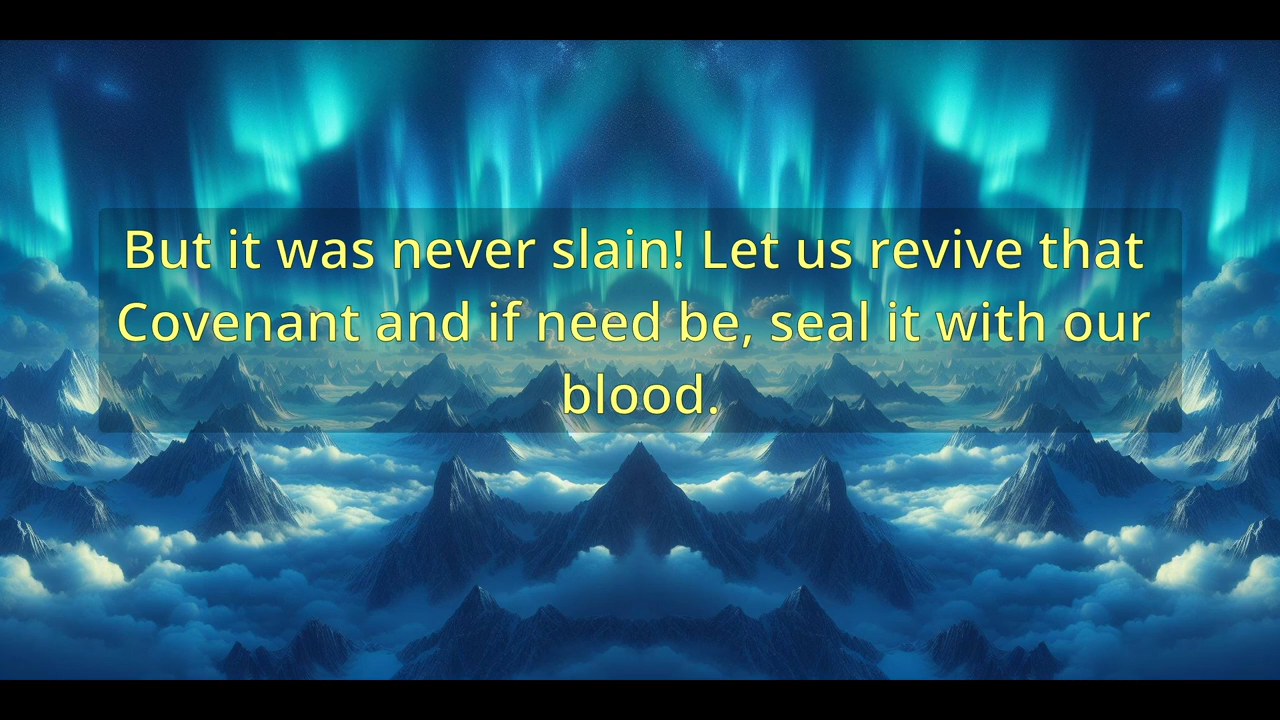 But it was never slain! Let us revive that
Covenant and if need be, seal it with our
blood.